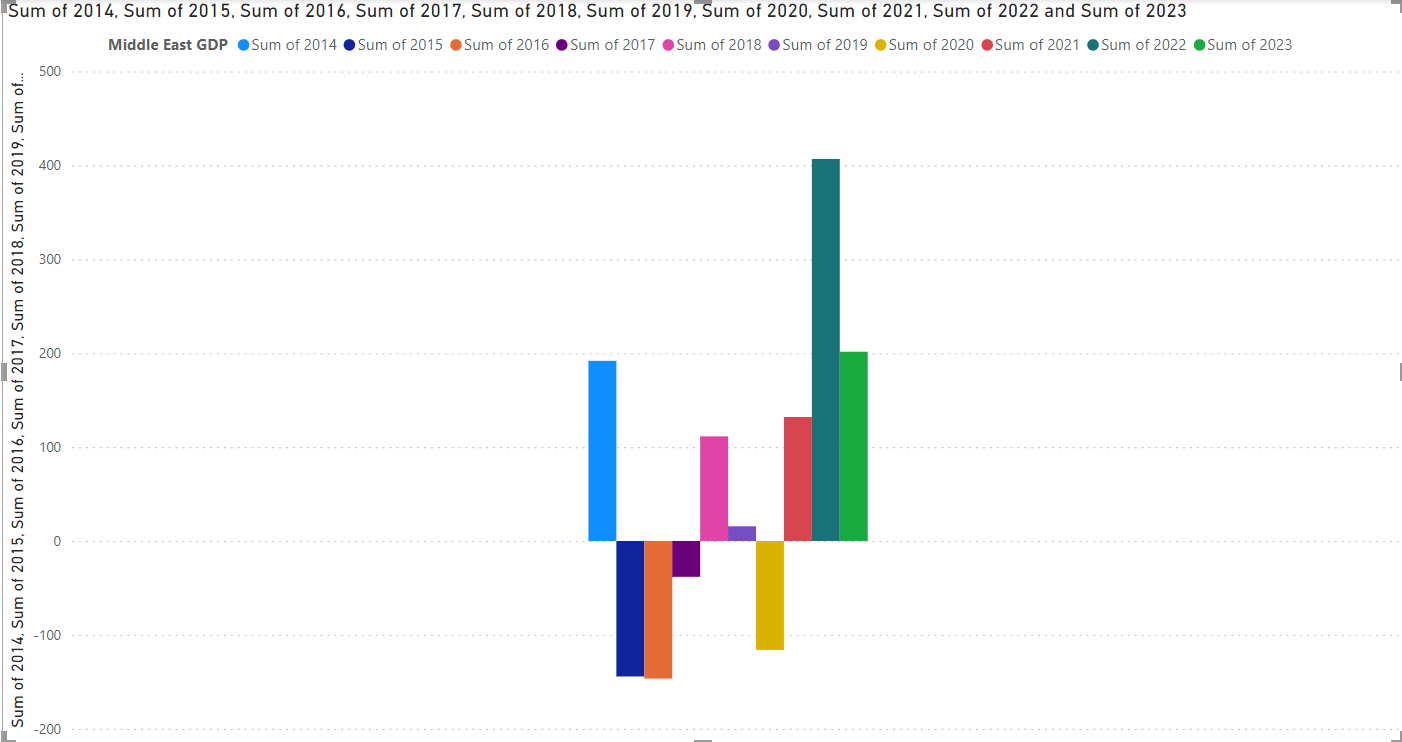 Sum of 2014, Sum of 2015, Sum of 2016, Sum of 2017, Sum of 2018, Sum of 2019, Sum of 2020, Sum of 2021, Sum of 2022 and Sum of 2023
Middle East GDP Sum of 2014 Sum of 2015 Sum of 2016 Sum of 2017 Sum of 2018 Sum of 2019 Sum of 2020 Sum of 2021 Sum of 2022 Sum of 2023
Sum of 2014, Sum of 2015, Sum of 2016, Sum of 2017, Sum of 2018, Sum of 2019, Sum of...
500
400
300
200
100
0
-100
-200